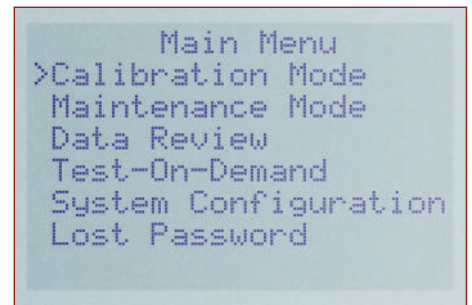 Main Menu
>Calibration Mode
Maintenance Mode
Data Review
Test-On-Demand
System Configuration
Lost Password